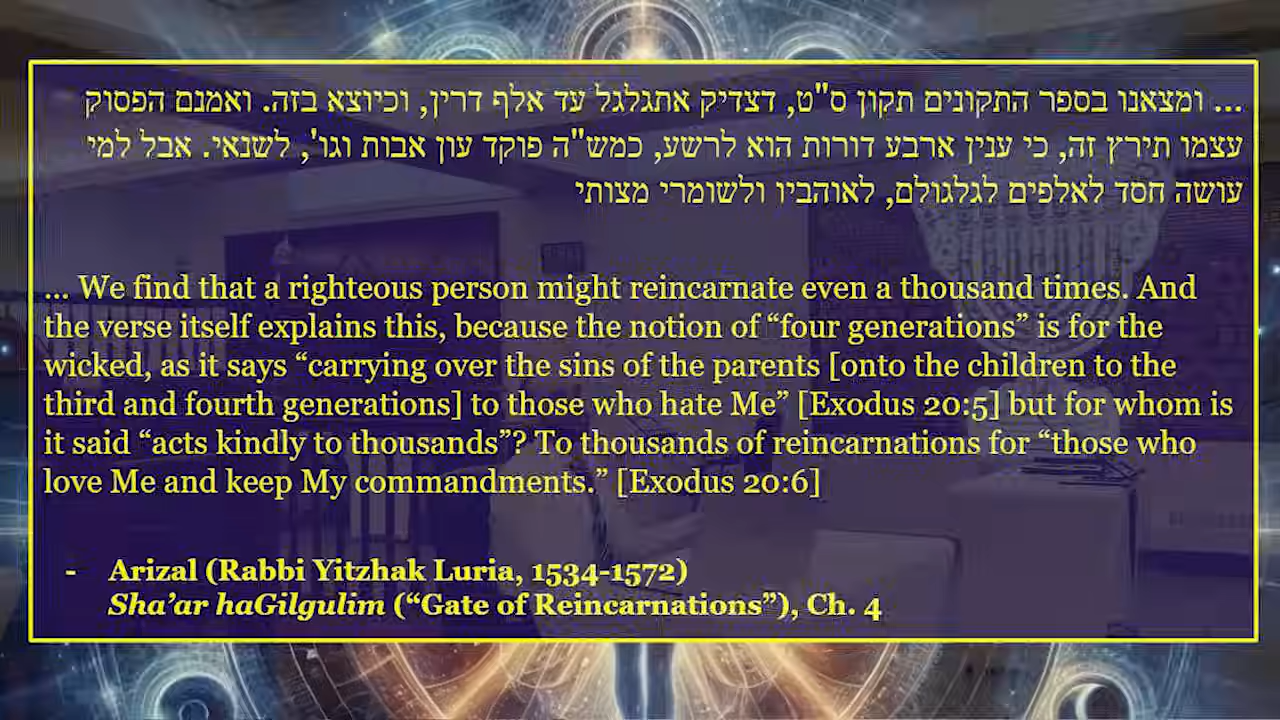 ... ומצאנו בספר התקונים תקון ס"ט, דצדיק אתגלגל עד אלף דרין, וכיוצא בזה. ואמנם הפסוק
עצמו תירץ זה, כי ענין ארבע דורות הוא לרשע, כמש"ה פוקד עון אבות וגו', לשנאי. אבל למי
עושה חסד לאלפים לגלגולם, לאוהביו ולשומרי מצותי
... We find that a righteous person might reincarnate even a thousand times. And
the verse itself explains this, because the notion of “four generations” is for the
wicked, as it says “carrying over the sins of the parents [onto the children to the
third and fourth generations] to those who hate Me” [Exodus 20:5] but for whom is
it said “acts kindly to thousands”? To thousands of reincarnations for “those who
love Me and keep My commandments.” [Exodus 20:6]
- Arizal (Rabbi Yitzhak Luria, 1534-1572)
Sha’ar haGilgulim (“Gate of Reincarnations”), Ch. 4